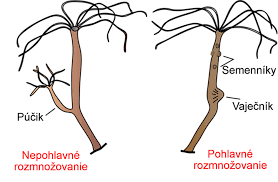 Semenníky
Púčik
Vaječník
Nepohlavné
rozmnožovanie
Pohlavné
rozmnožovanie